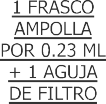 1 FRASCO
AMPOLLA
POR 0.23 ML
+ 1 AGUJA
DE FILTRO